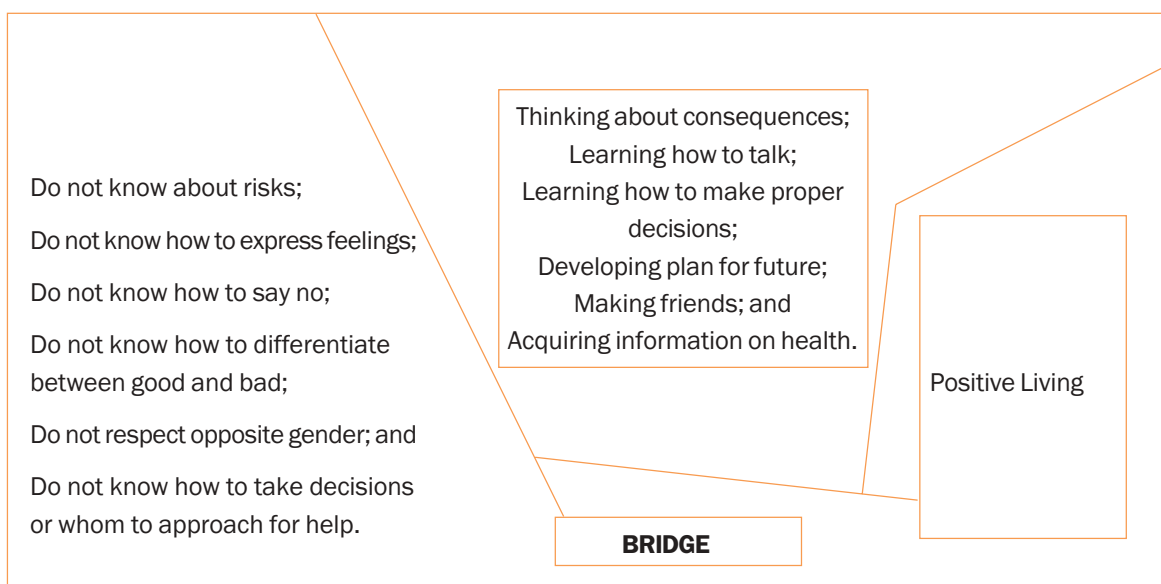 Do not know about risks;
Do not know how to express feelings;
Do not know how to say no;
Do not know how to differentiate
between good and bad;
Do not respect opposite gender; and
Do not know how to take decisions
or whom to approach for help.
Thinking about consequences;
Learning how to talk;
Learning how to make proper
decisions;
Developing plan for future;
Making friends; and
Acquiring information on health.
Positive Living
BRIDGE